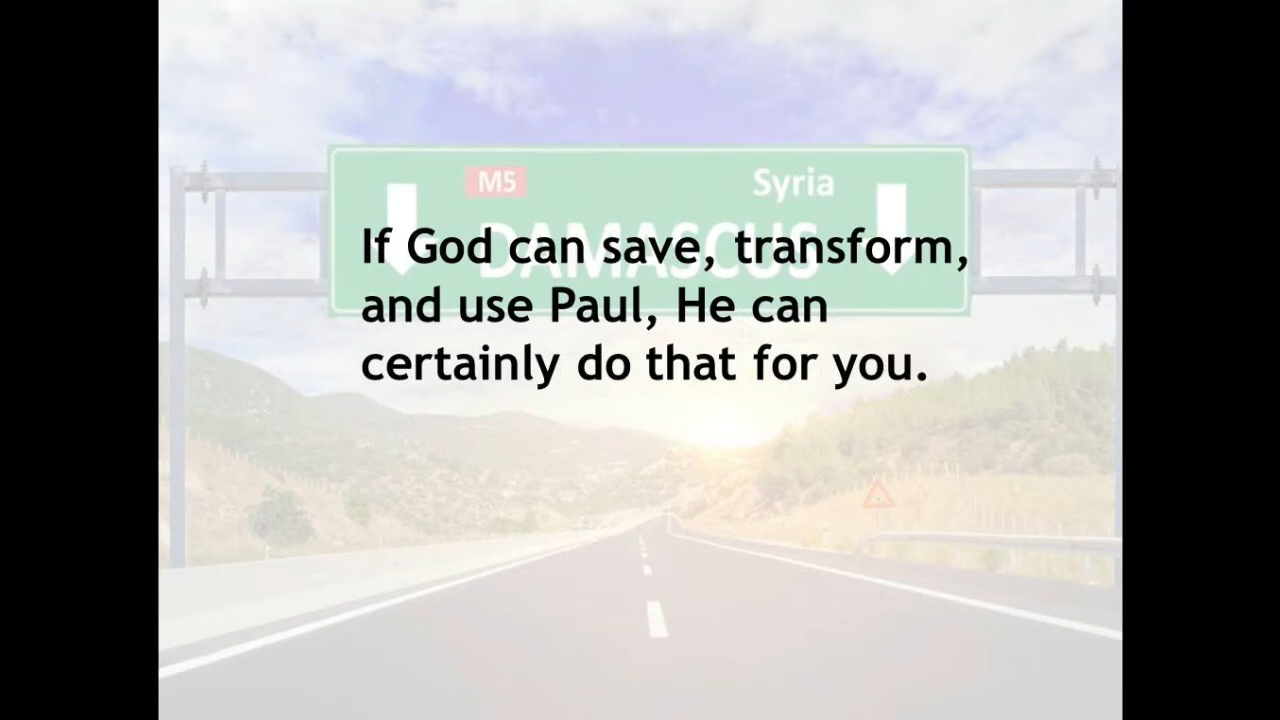 M5
Syria
DAMASCUS
If God can save, transform,
and use Paul, He can
certainly do that for you.